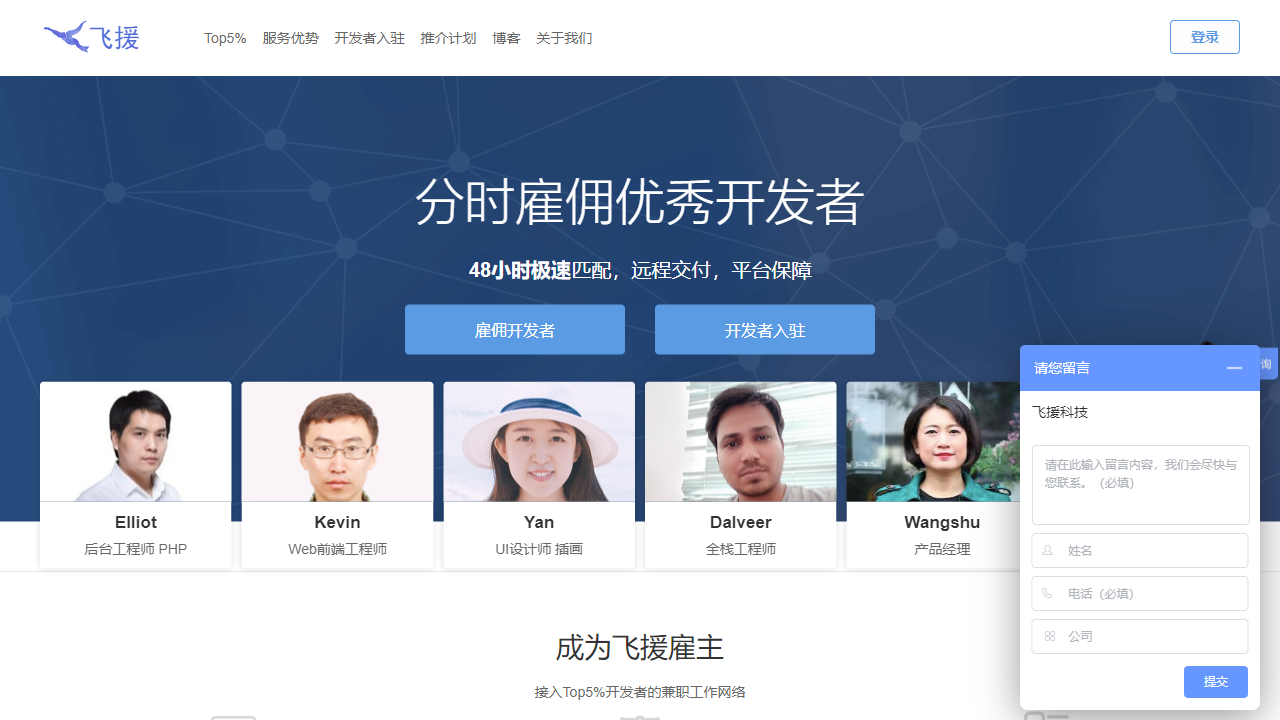 飞援
Top5% 服务优势 开发者入驻 推介计划 博客 关于我们
登录
分时雇佣优秀开发者
48小时极速匹配，远程交付，平台保障
雇佣开发者
开发者入驻
Elliot
后台工程师 PHP
Kevin
Web前端工程师
Yan
UI设计师 插画
Dalveer
全栈工程师
Wangshu
产品经理
询
请您留言
飞援科技
请在此输入留言内容，我们会尽快与
您联系。（必填）
姓名
电话（必填）
公司
提交
成为飞援雇主
接入Top5%开发者的兼职工作网络